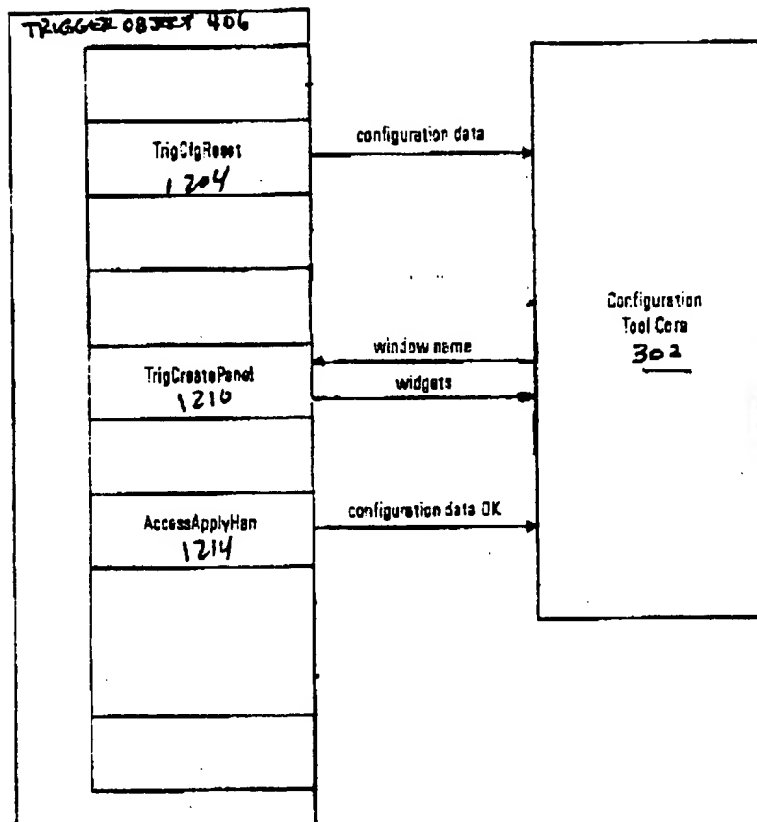 TRIGGER OBJECT 406
TrigCfgReset
1204
configuration data
Configuration
Tool Core
302
window name
TrigCreatePanel
1210
widgets
AccessApplyHan
1214
configuration data OK